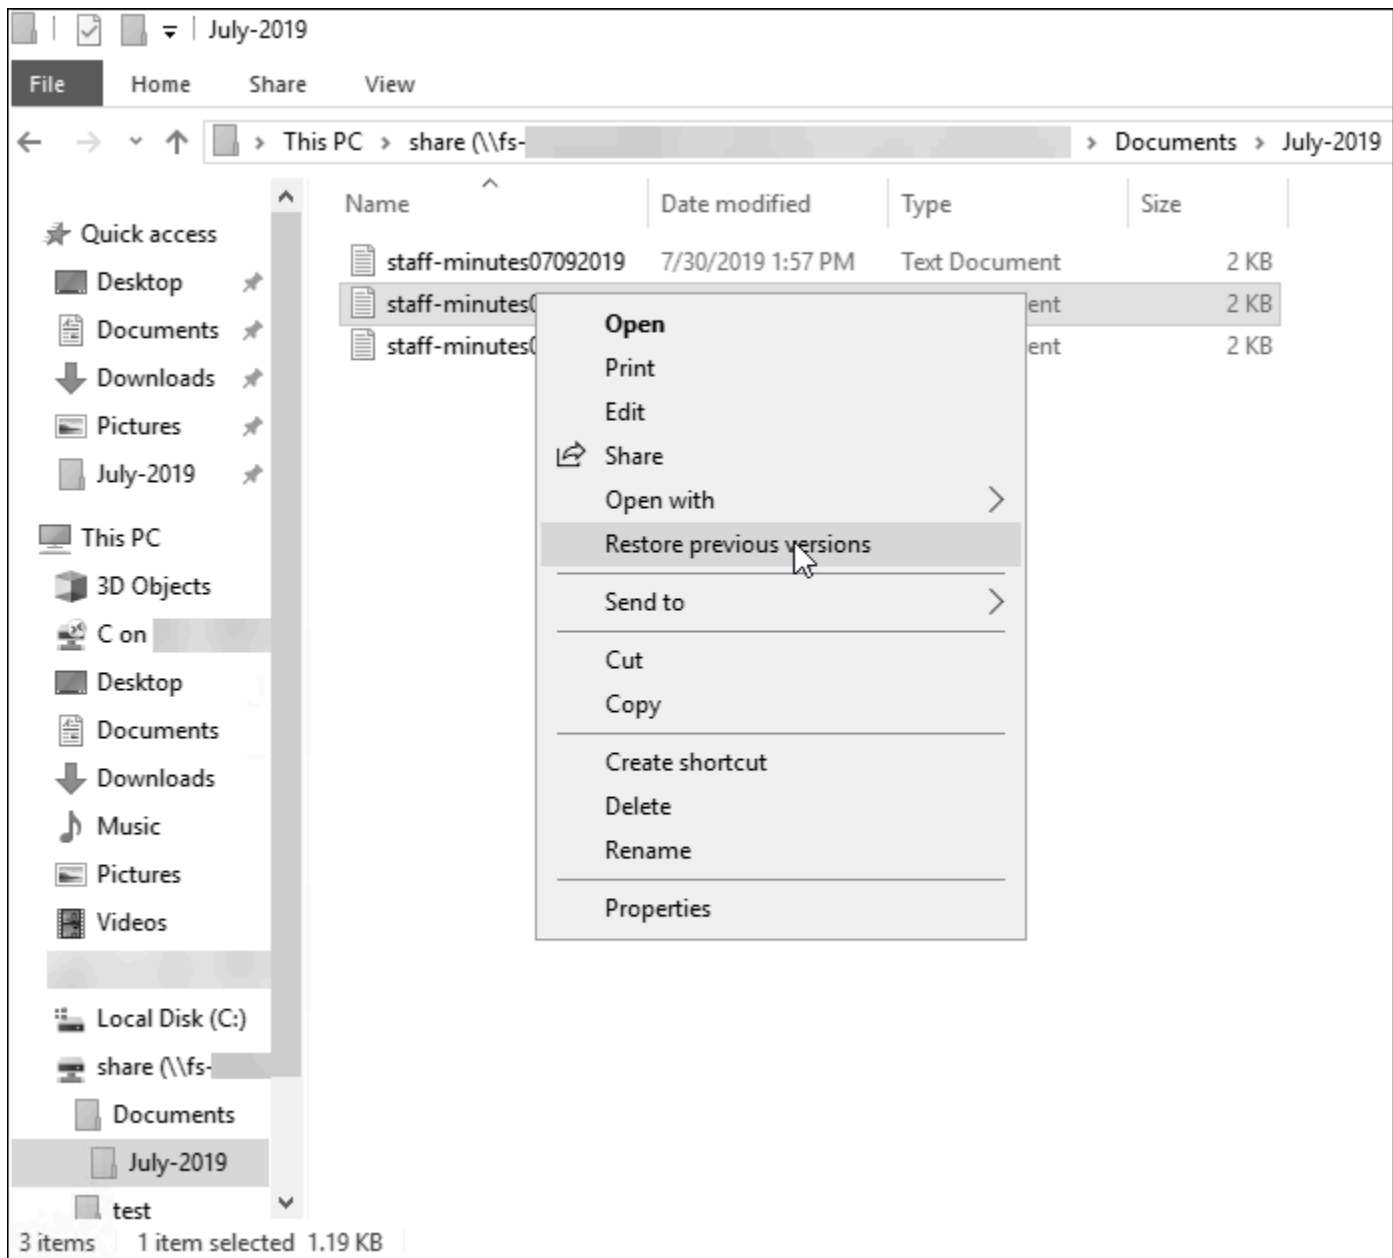 July-2019
File Home Share View
This PC > share (\\fs- > Documents > July-2019
Name Date modified Type Size
Quick access
Desktop
Documents
Downloads
Pictures
July-2019
This PC
3D Objects
C on
Desktop
Documents
Downloads
Music
Pictures
Videos
Local Disk (C:)
share (\\fs-
Documents
July-2019
test
staff-minutes07092019 7/30/2019 1:57 PM Text Document 2 KB
staff-minutes0 ent 2 KB
staff-minutes0 ent 2 KB
Open
Print
Edit
Share
Open with
Restore previous versions
Send to
Cut
Copy
Create shortcut
Delete
Rename
Properties
3 items 1 item selected 1.19 KB